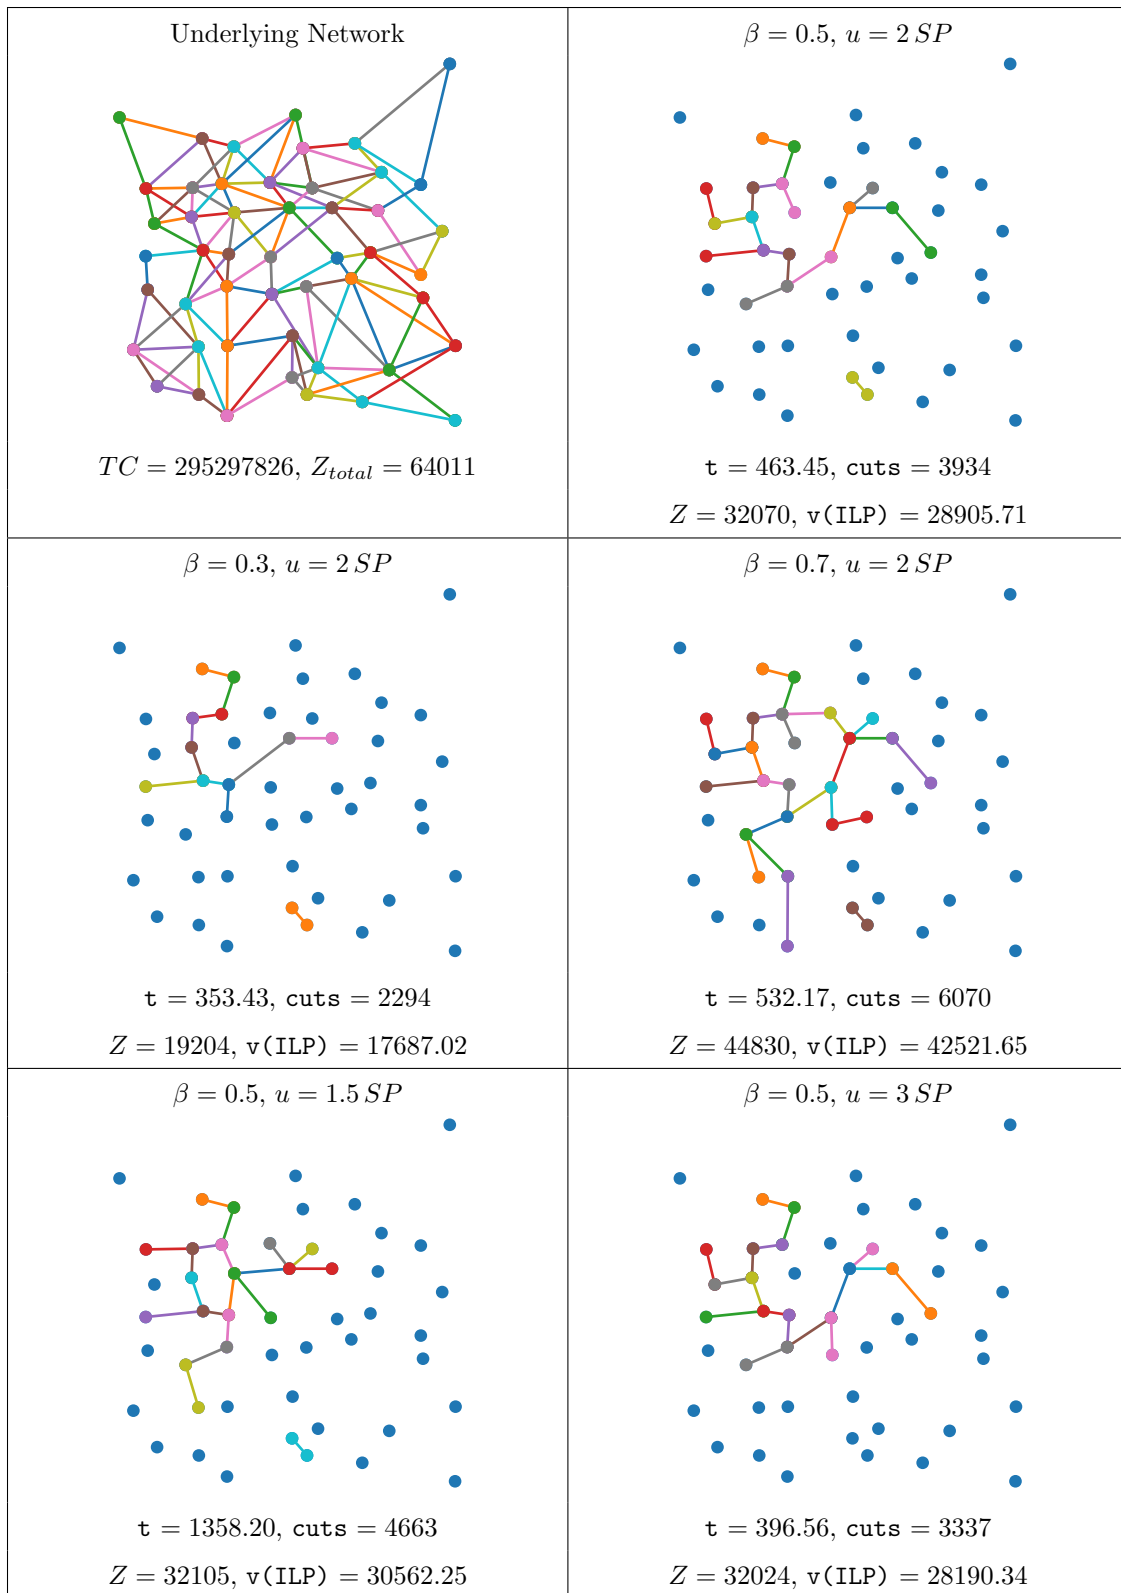 Underlying Network
TC = 295297826, Z_total = 64011
β = 0.5, u = 2 SP
t = 463.45, cuts = 3934
Z = 32070, v(ILP) = 28905.71
β = 0.3, u = 2 SP
t = 353.43, cuts = 2294
Z = 19204, v(ILP) = 17687.02
β = 0.7, u = 2 SP
t = 532.17, cuts = 6070
Z = 44830, v(ILP) = 42521.65
β = 0.5, u = 1.5 SP
t = 1358.20, cuts = 4663
Z = 32105, v(ILP) = 30562.25
β = 0.5, u = 3 SP
t = 396.56, cuts = 3337
Z = 32024, v(ILP) = 28190.34